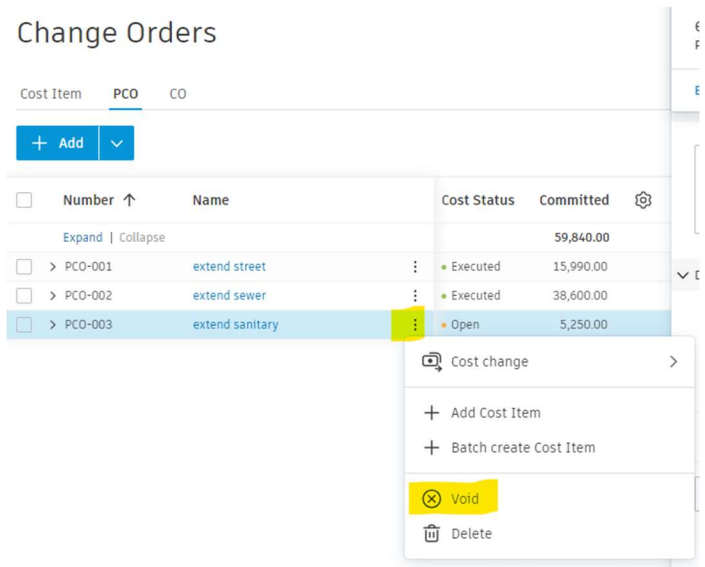 Change Orders
Cost Item PCO CO
+ Add
Number ↑ Name Cost Status Committed
Expand | Collapse 59,840.00
> PCO-001 extend street Executed 15,990.00
> PCO-002 extend sewer Executed 38,600.00
> PCO-003 extend sanitary Open 5,250.00
Cost change
Add Cost Item
Batch create Cost Item
Void
Delete